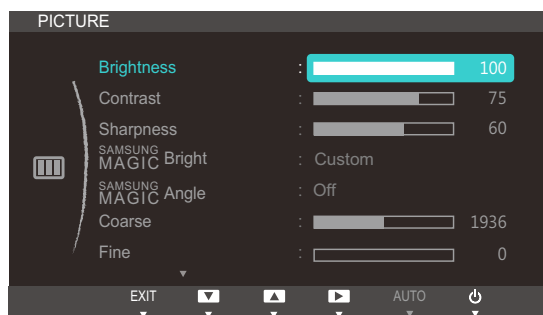 PICTURE
Brightness : 100
Contrast : 75
Sharpness : 60
SAMSUNG MAGIC Bright : Custom
SAMSUNG MAGIC Angle : Off
Coarse : 1936
Fine : 0
EXIT AUTO